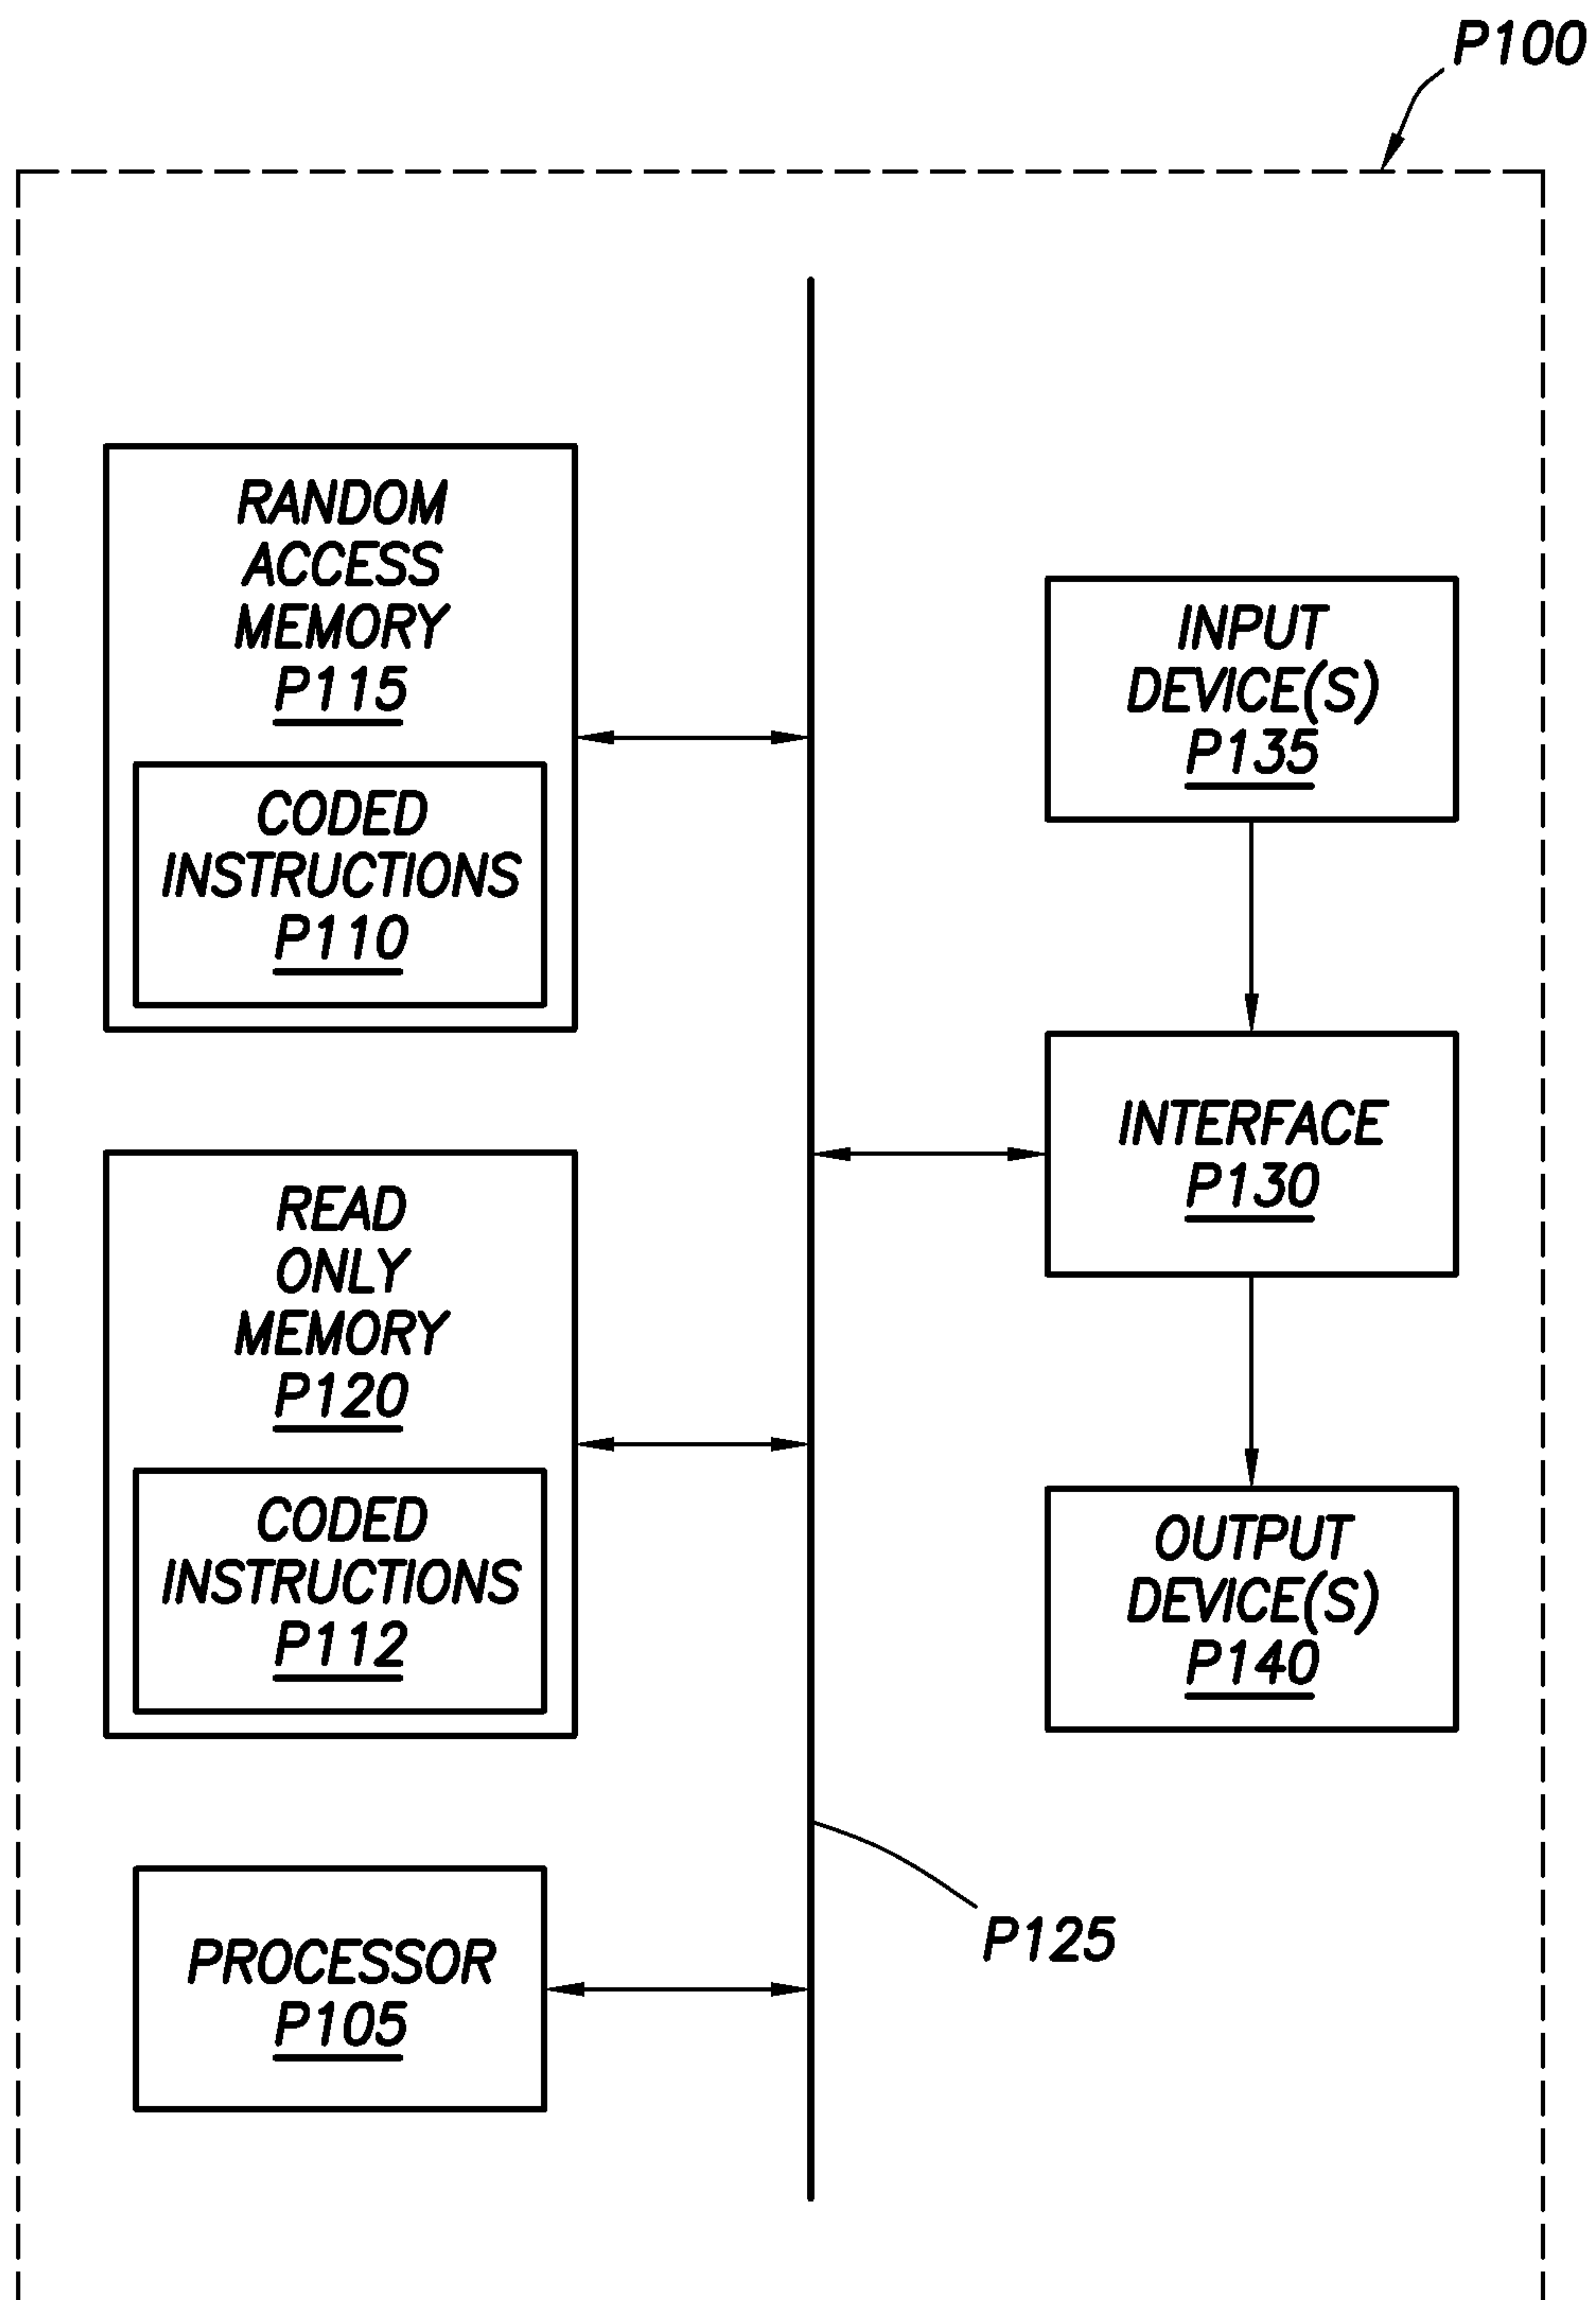 P100
RANDOM
ACCESS
MEMORY
P115
CODED
INSTRUCTIONS
P110
READ
ONLY
MEMORY
P120
CODED
INSTRUCTIONS
P112
PROCESSOR
P105
INPUT
DEVICE(S)
P135
INTERFACE
P130
OUTPUT
DEVICE(S)
P140
P125